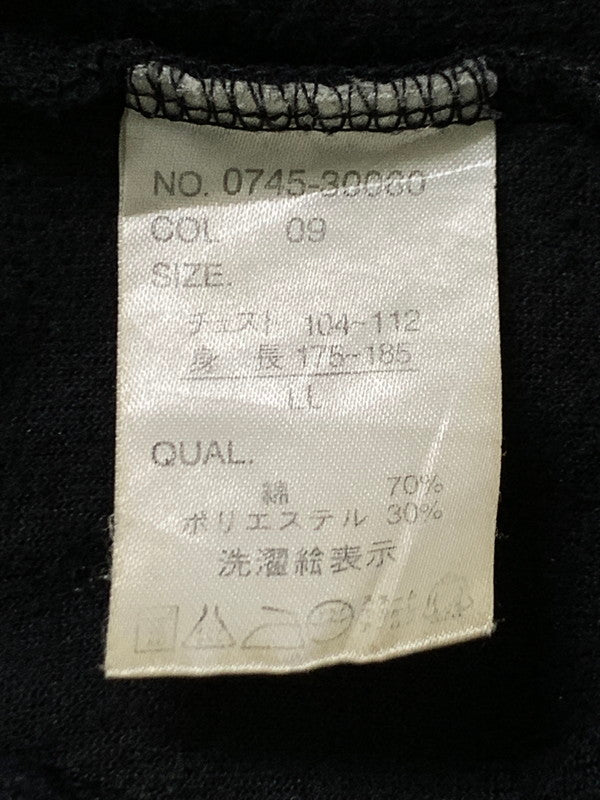 NO. 0745-30060
COL 09
SIZE.
チェスト 104~112
身 長 175~185
LL
QUAL.
綿 70%
ポリエステル 30%
洗濯絵表示